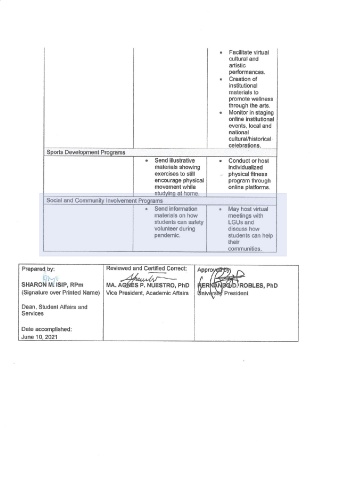 • Facilitate virtual
cultural and
artistic
performances.
• Creation of
institutional
materials to
promote wellness
through the arts.
• Monitor in staging
online institutional
events, local and
national
cultural/historical
celebrations.
Sports Development Programs
• Send illustrative
materials showing
exercises to still
encourage physical
movement while
studying at home.
• Conduct or host
individualized
physical fitness
program through
online platforms.
Social and Community Involvement Programs
• Send information
materials on how
students can safely
volunteer during
pandemic
• May host virtual
meetings with
LGUs and
discuss how
students can help
their
communities.
Prepared by:
SHARON M. ISIP, RPm
(Signature over Printed Name)
Dean, Student Affairs and
Services
Date accomplished:
June 10, 2021
Reviewed and Certified Correct:
MA. AGNES P. NUESTRO, PhD
Vice President, Academic Affairs
Approved by
HERNANDO D. ROBLES, PhD
University President